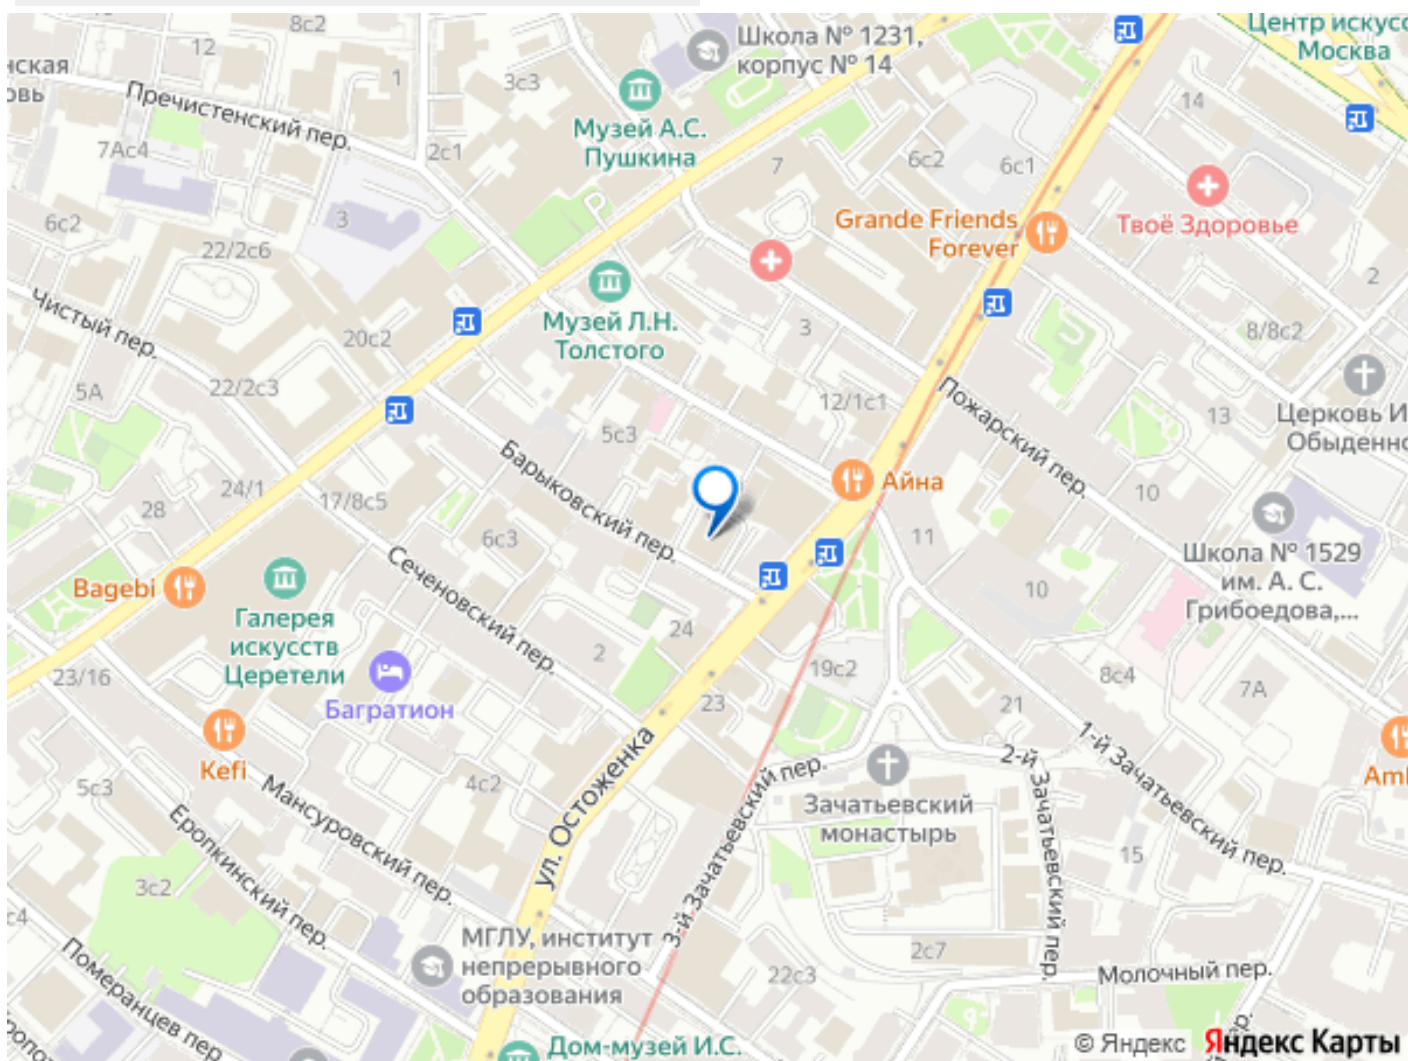 8с2
12
Школа № 1231,
корпус № 14
Центр искусс
Москва
нская
овь
1
3с3
Музей А.С.
Пушкина
14
Пречистенский пер.
7Ас4
2с1
7
6с2
6с1
Твоё Здоровье
Grande Friends
Forever
3
6с2
22/2с6
2
Чистый пер.
Музей Л.Н.
Толстого
3
8/8с2
20с2
5А
22/2с3
12/1с1
Пожарский пер.
13
Церковь И
Обыденно
5с3
Барыковский пер.
Айна
24/1
17/8с5
28
10
6с3
11
Школа № 1529
им. А. С.
Грибоедова,...
Bagebi
Сеченовский пер.
10
Галерея
искусств
Церетели
24
2
19с2
8с4
7А
23/16
Багратион
23
21
1-й Зачатьевский пер.
2-й Зачатьевский пер.
Kefi
ул. Остоженка
3-й Зачатьевский пер.
Зачатьевский
монастырь
Aml
5с3
4с2
Мансуровский пер.
Еропкинский пер.
15
3с2
с4
МГЛУ, институт
непрерывного
образования
2с7
22с3
Молочный пер.
Померанцев пер.
Дом-музей И.С.
© Яндекс
Яндекс Карты